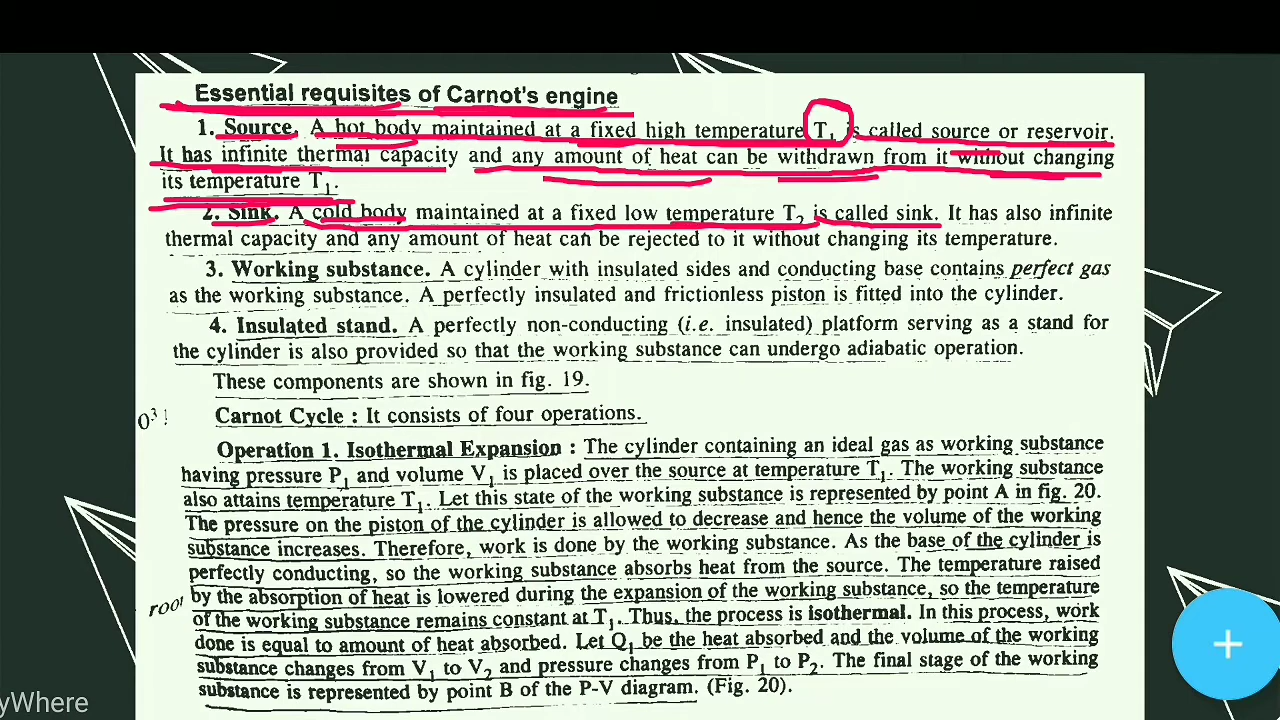 Essential requisites of Carnot's engine
1. Source. A hot body maintained at a fixed high temperature T₁ is called source or reservoir.
It has infinite thermal capacity and any amount of heat can be withdrawn from it without changing
its temperature T₁.
2. Sink. A cold body maintained at a fixed low temperature T₂ is called sink. It has also infinite
thermal capacity and any amount of heat can be rejected to it without changing its temperature.
3. Working substance. A cylinder with insulated sides and conducting base contains perfect gas
as the working substance. A perfectly insulated and frictionless piston is fitted into the cylinder.
4. Insulated stand. A perfectly non-conducting (i.e. insulated) platform serving as a stand for
the cylinder is also provided so that the working substance can undergo adiabatic operation.
These components are shown in fig. 19.
Carnot Cycle : It consists of four operations.
Operation 1. Isothermal Expansion : The cylinder containing an ideal gas as working substance
having pressure P₁ and volume V₁ is placed over the source at temperature T₁. The working substance
also attains temperature T₁. Let this state of the working substance is represented by point A in fig. 20.
The pressure on the piston of the cylinder is allowed to decrease and hence the volume of the working
substance increases. Therefore, work is done by the working substance. As the base of the cylinder is
perfectly conducting, so the working substance absorbs heat from the source. The temperature raised
by the absorption of heat is lowered during the expansion of the working substance, so the temperature
of the working substance remains constant at T₁. Thus, the process is isothermal. In this process, work
done is equal to amount of heat absorbed. Let Q₁ be the heat absorbed and the volume of the working
substance changes from V₁ to V₂ and pressure changes from P₁ to P₂. The final stage of the working
substance is represented by point B of the P-V diagram. (Fig. 20).
yWhere